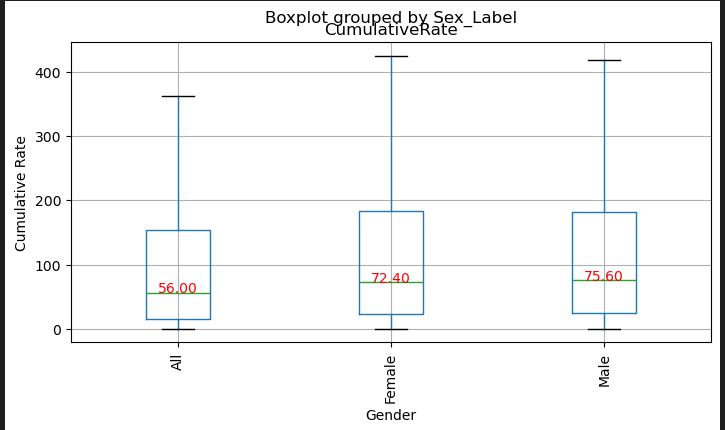 Boxplot grouped by Sex_Label
CumulativeRate
Cumulative Rate
400
300
200
100
0
56.00
72.40
75.60
All
Female
Male
Gender